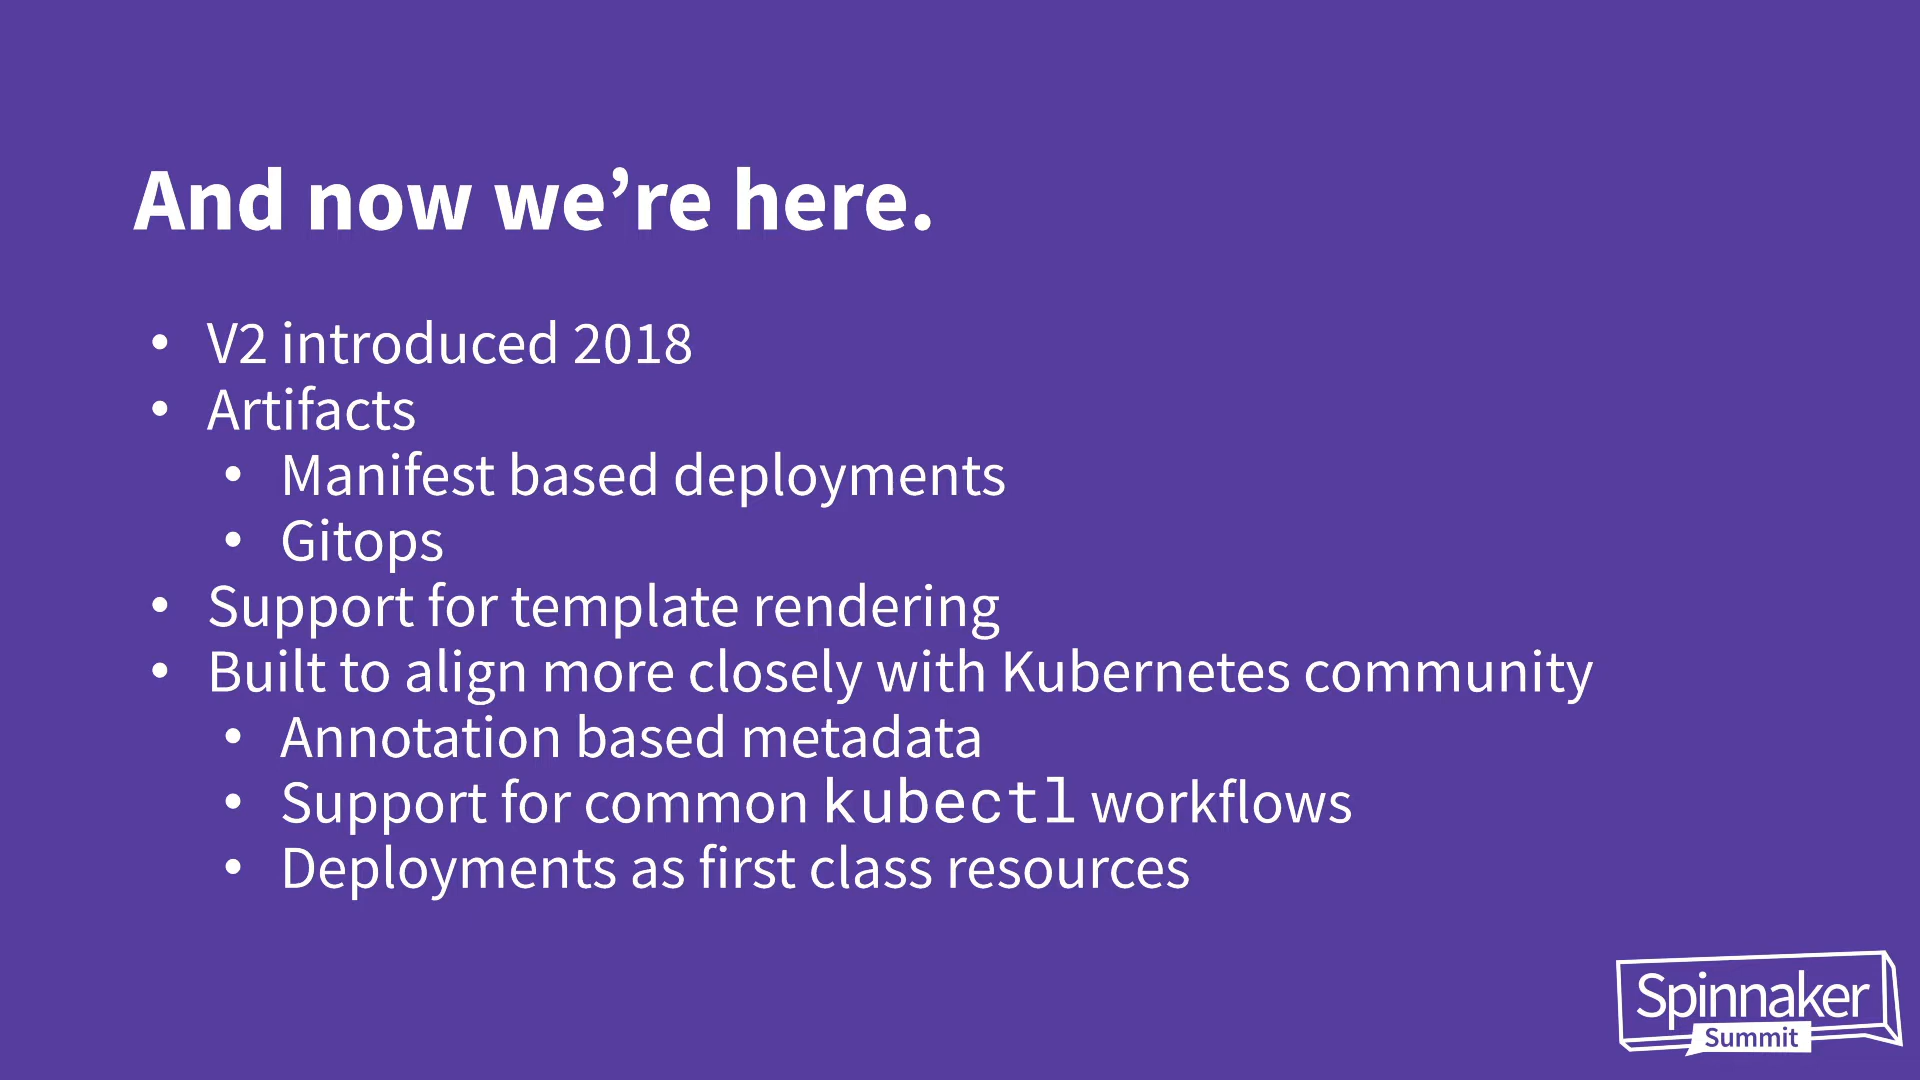 And now we’re here.
• V2 introduced 2018
• Artifacts
• Manifest based deployments
• Gitops
• Support for template rendering
• Built to align more closely with Kubernetes community
• Annotation based metadata
• Support for common kubectl workflows
• Deployments as first class resources
Spinnaker
Summit